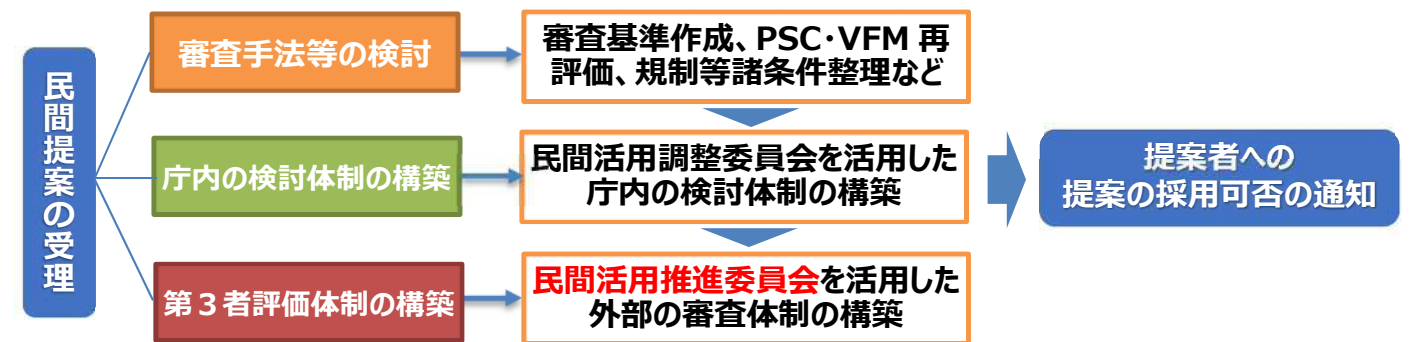 民間提案の受理
審査手法等の検討
審査基準作成、PSC・VFM 再
評価、規制等諸条件整理など
庁内の検討体制の構築
民間活用調整委員会を活用した
庁内の検討体制の構築
第3者評価体制の構築
民間活用推進委員会を活用した
外部の審査体制の構築
提案者への
提案の採用可否の通知